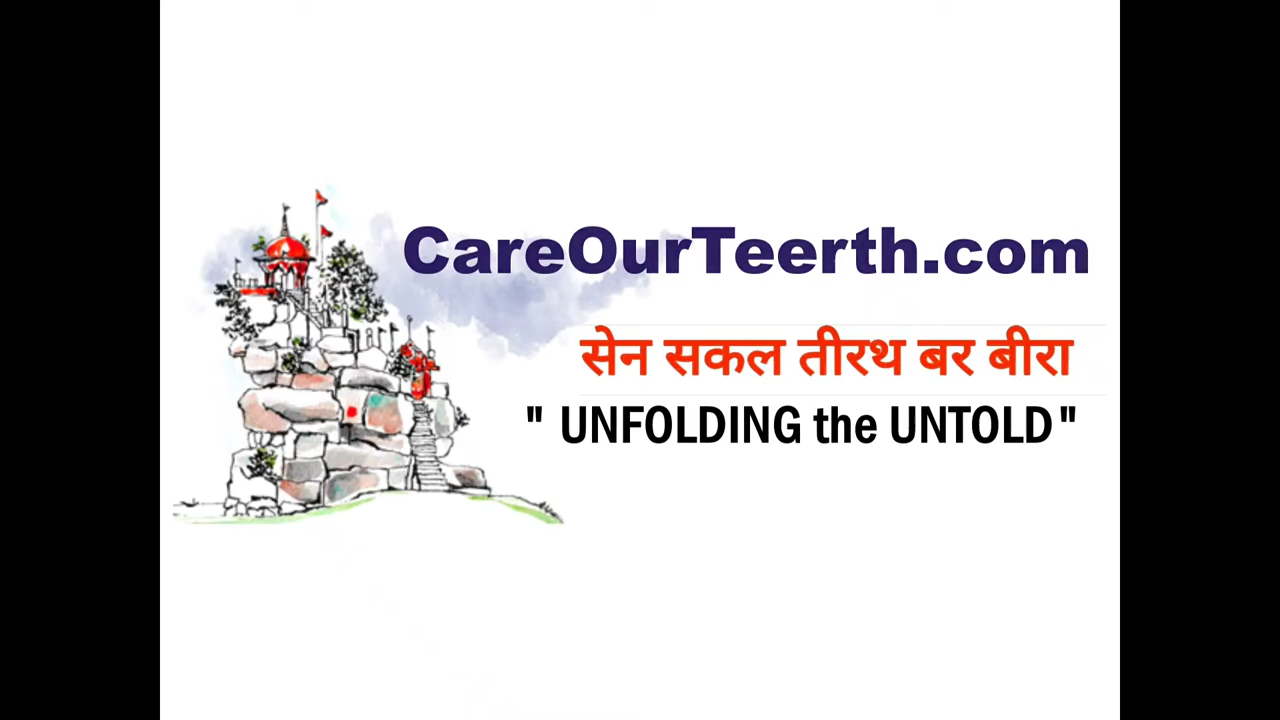 CareOurTeerth.com
सेन सकल तीरथ बर बीरा
" UNFOLDING the UNTOLD"